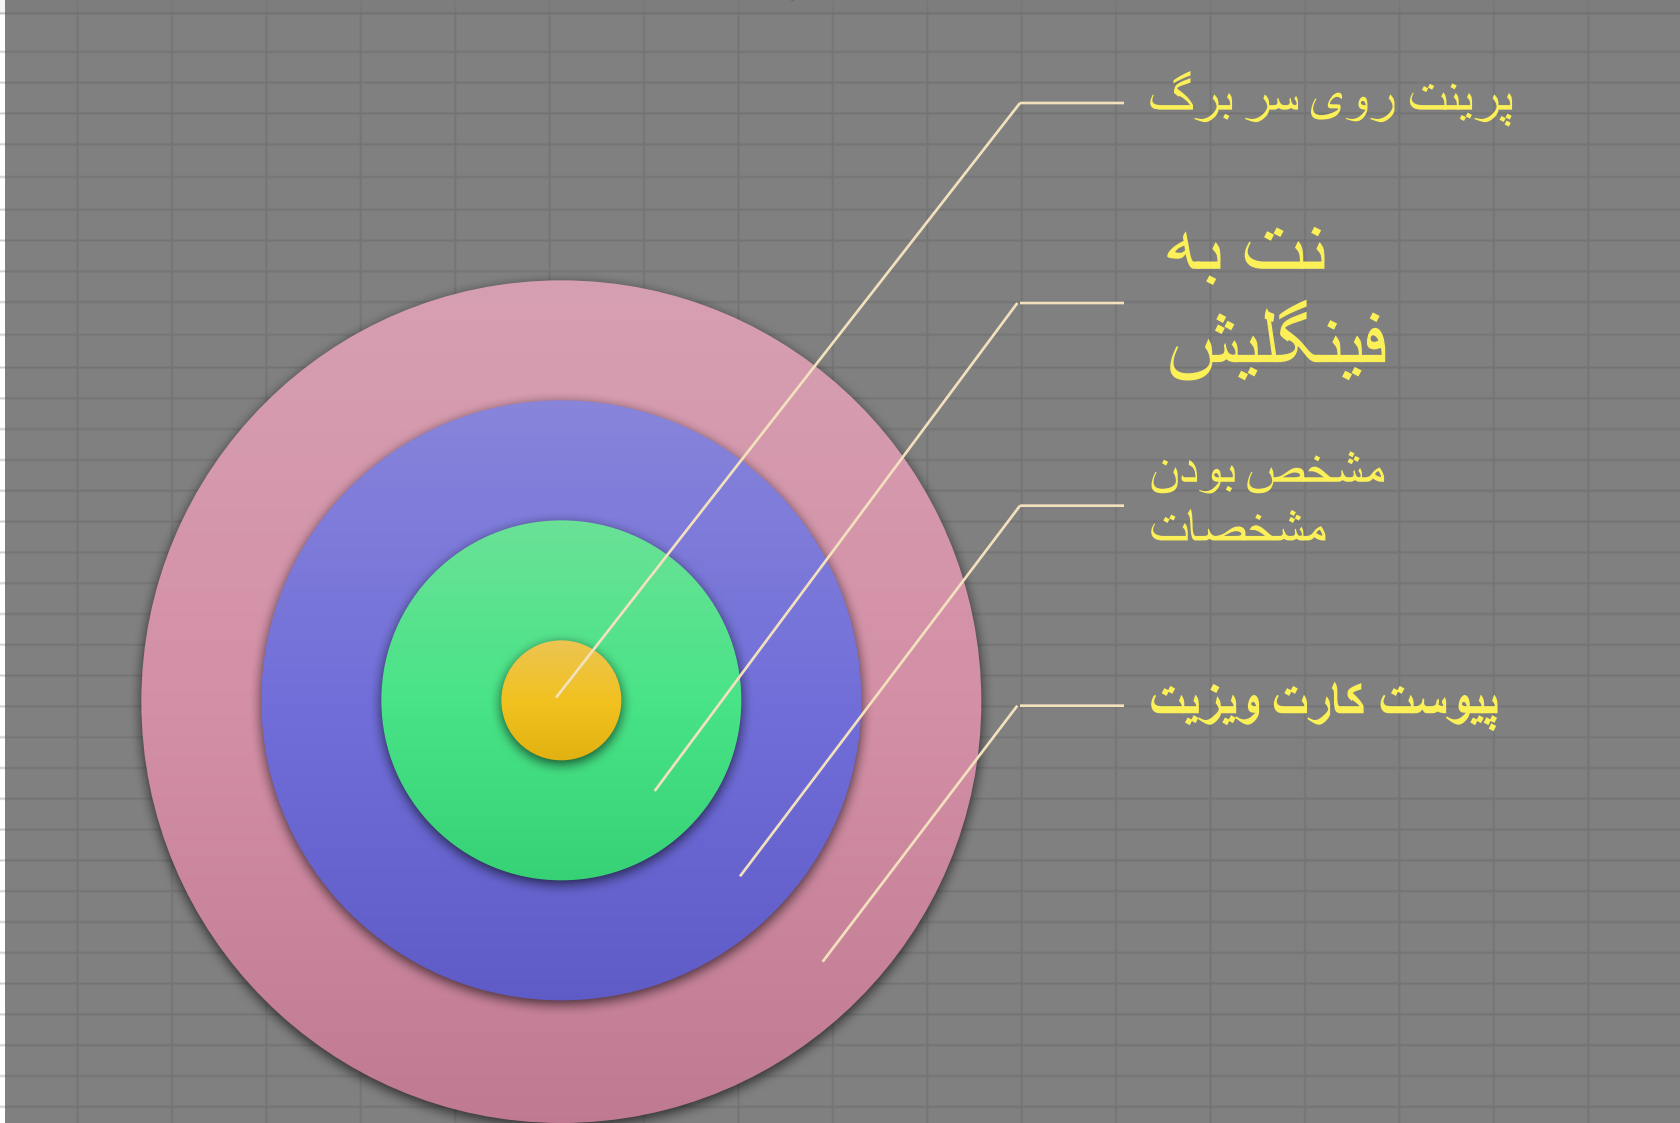 پرینت روی سر برگ
نت به
فینگلیش
مشخص بودن
مشخصات
پیوست کارت ویزیت